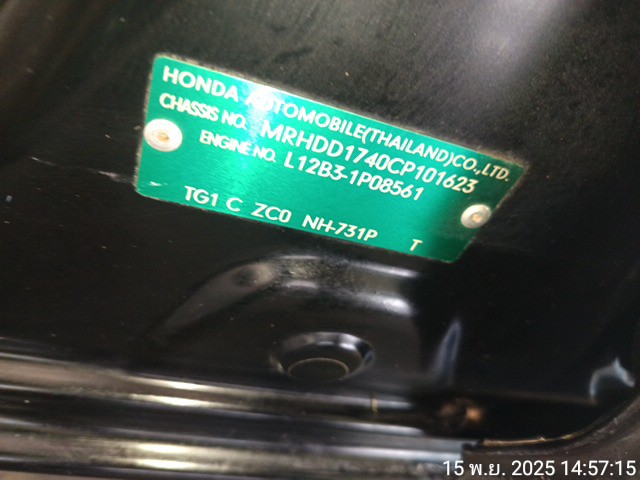 HONDA AUTOMOBILE(THAILAND)CO.,LTD.
CHASSIS NO. MRHDD1740CP101623
ENGINE NO. L12B3-1P08561
TG1 C ZC0 NH-731P T
15 พ.ย. 2025 14:57:15